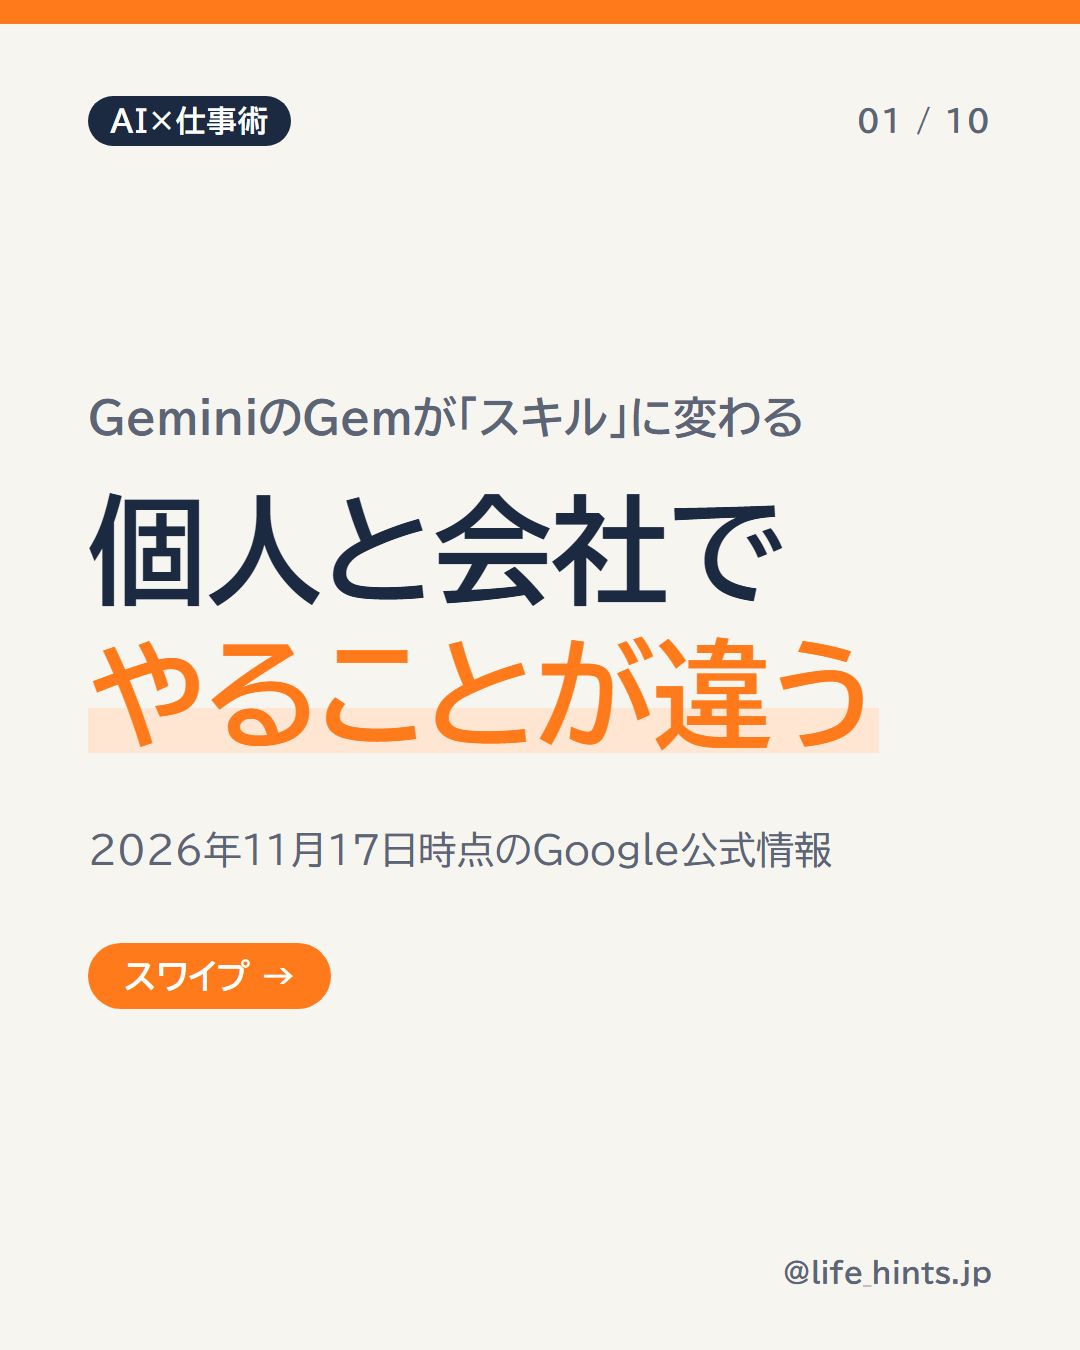 AI×仕事術
01 / 10
GeminiのGemが「スキル」に変わる
個人と会社で
やることが違う
2026年11月17日時点のGoogle公式情報
スワイプ →
@life_hints.jp